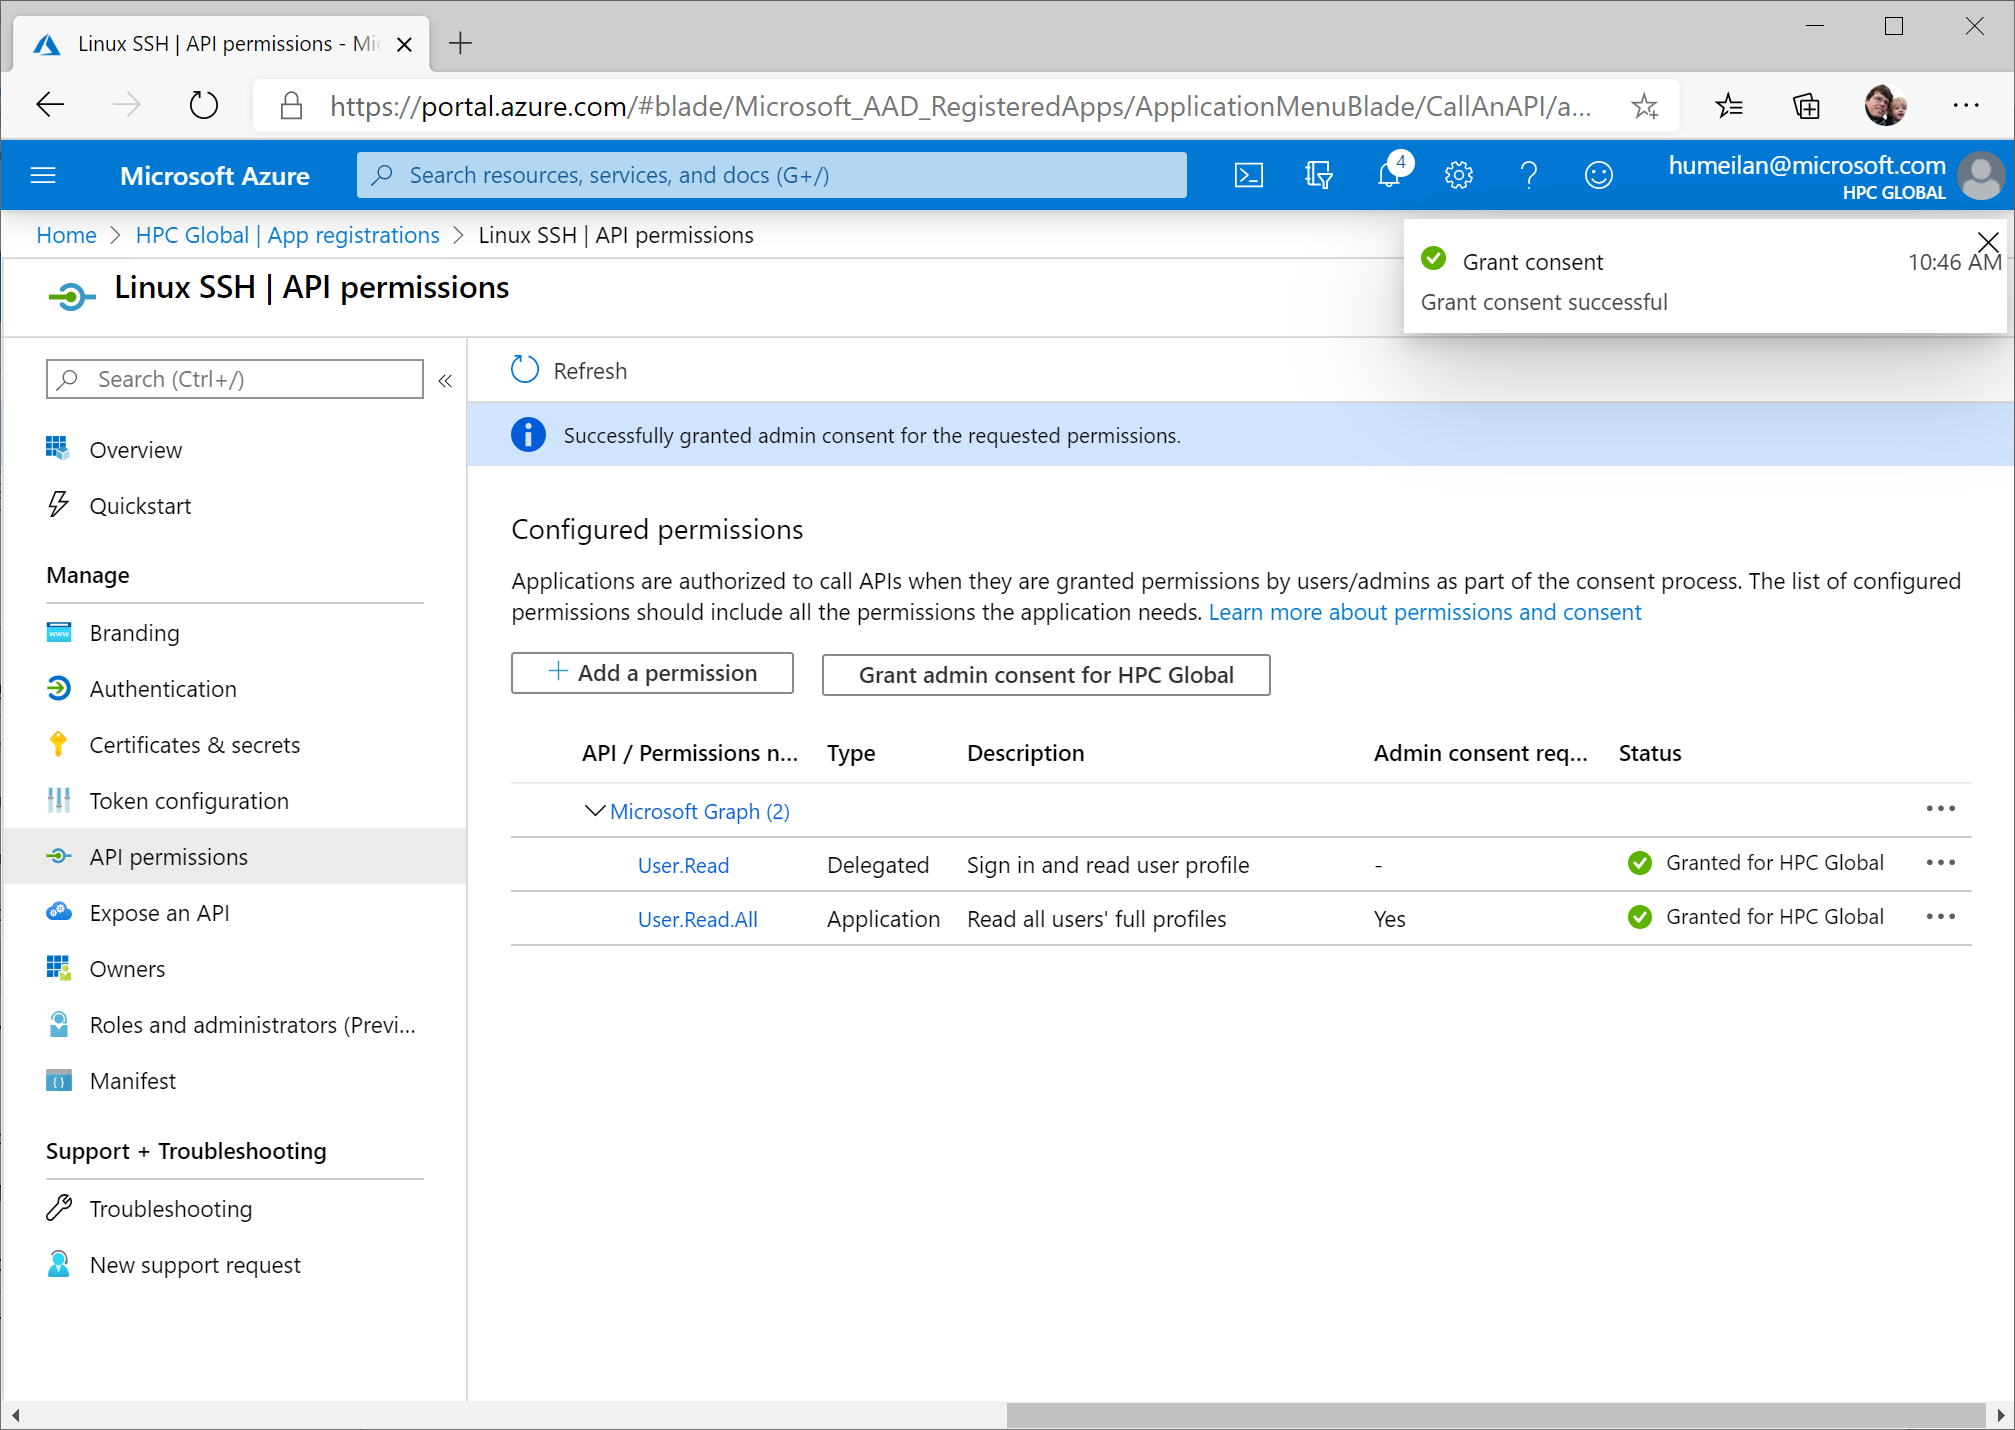 Linux SSH | API permissions - Mi
https://portal.azure.com/#blade/Microsoft_AAD_RegisteredApps/ApplicationMenuBlade/CallAnAPI/a...
Microsoft Azure
Search resources, services, and docs (G+/)
4
humeilan@microsoft.com
HPC GLOBAL
Home > HPC Global | App registrations > Linux SSH | API permissions
Linux SSH | API permissions
Grant consent
10:46 AM
Grant consent successful
Search (Ctrl+/)
«
Overview
Quickstart
Manage
Branding
Authentication
Certificates & secrets
Token configuration
API permissions
Expose an API
Owners
Roles and administrators (Previ...
Manifest
Support + Troubleshooting
Troubleshooting
New support request
Refresh
Successfully granted admin consent for the requested permissions.
Configured permissions
Applications are authorized to call APIs when they are granted permissions by users/admins as part of the consent process. The list of configured
permissions should include all the permissions the application needs. Learn more about permissions and consent
+ Add a permission
Grant admin consent for HPC Global
API / Permissions n... Type Description Admin consent req... Status
Microsoft Graph (2)
User.Read Delegated Sign in and read user profile - Granted for HPC Global
User.Read.All Application Read all users' full profiles Yes Granted for HPC Global